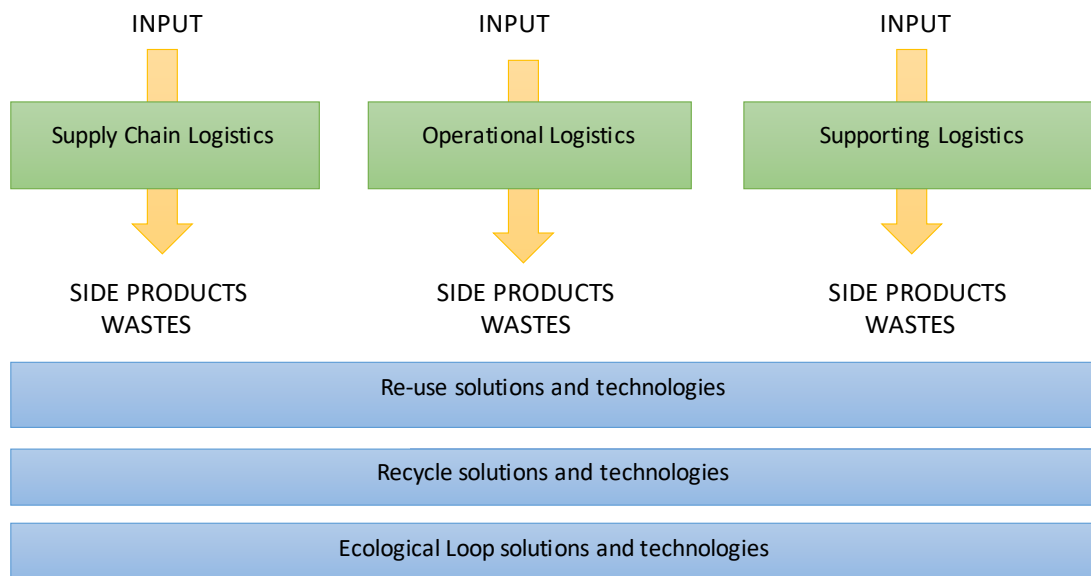 INPUT
INPUT
INPUT
Supply Chain Logistics
Operational Logistics
Supporting Logistics
SIDE PRODUCTS
WASTES
SIDE PRODUCTS
WASTES
SIDE PRODUCTS
WASTES
Re-use solutions and technologies
Recycle solutions and technologies
Ecological Loop solutions and technologies